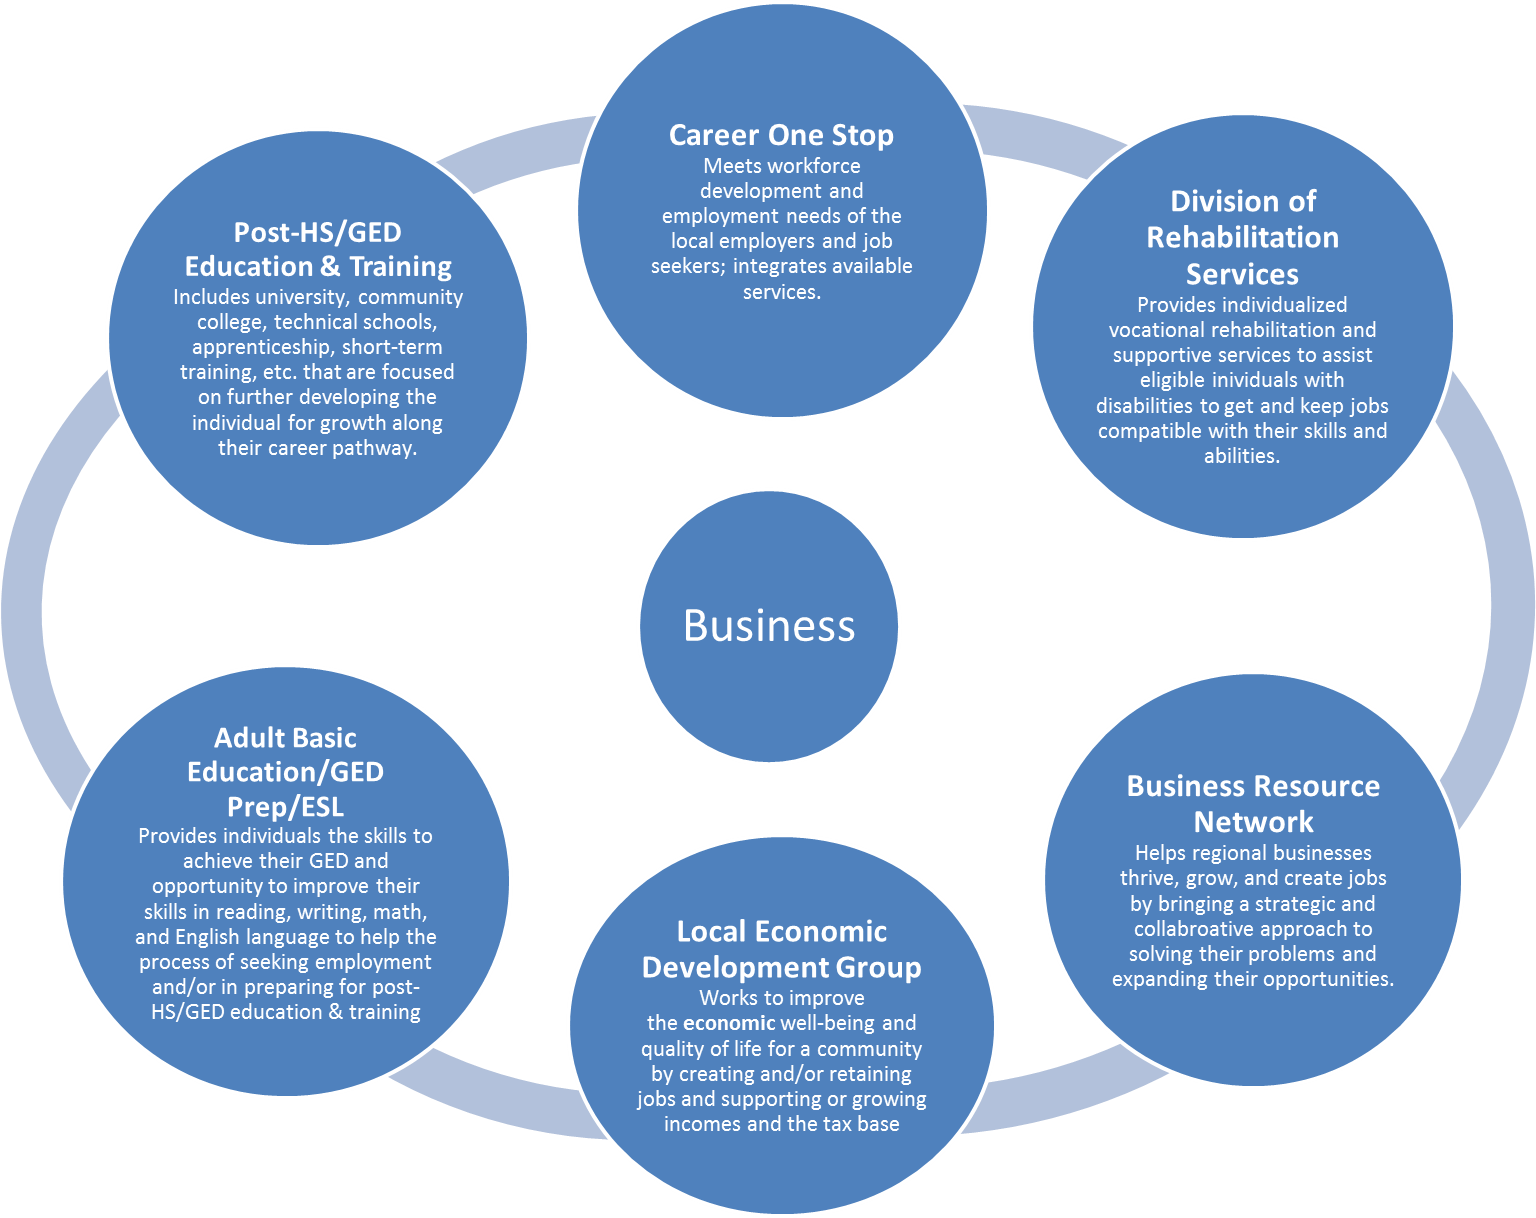 Career One Stop
Meets workforce
development and
employment needs of the
local employers and job
seekers; integrates available
services.
Division of
Rehabilitation
Services
Provides individualized
vocational rehabilitation and
supportive services to assist
eligible inividuals with
disabilities to get and keep jobs
compatible with their skills and
abilities.
Business Resource
Network
Helps regional businesses
thrive, grow, and create jobs
by bringing a strategic and
collabroative approach to
solving their problems and
expanding their opportunities.
Local Economic
Development Group
Works to improve
the economic well-being and
quality of life for a community
by creating and/or retaining
jobs and supporting or growing
incomes and the tax base
Adult Basic
Education/GED
Prep/ESL
Provides individuals the skills to
achieve their GED and
opportunity to improve their
skills in reading, writing, math,
and English language to help the
process of seeking employment
and/or in preparing for post-
HS/GED education & training
Post-HS/GED
Education & Training
Includes university, community
college, technical schools,
apprenticeship, short-term
training, etc. that are focused
on further developing the
individual for growth along
their career pathway.
Business